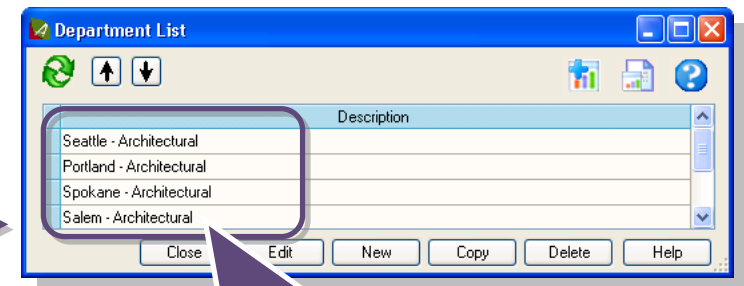 Department List
Description
Seattle - Architectural
Portland - Architectural
Spokane - Architectural
Salem - Architectural
Close Edit New Copy Delete Help